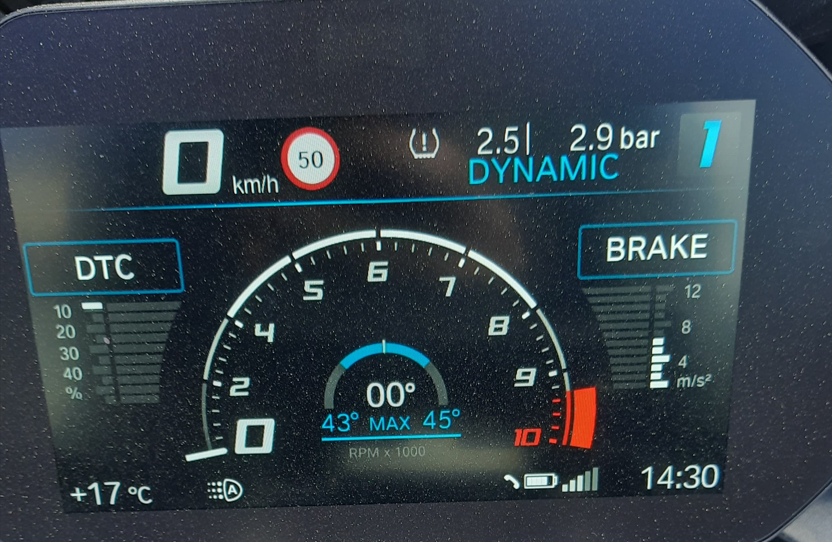 0 km/h 50 2.5 | 2.9 bar 1
DYNAMIC
DTC
BRAKE
10
20
30
40
%
12
8
4
m/s²
0
2
4
5
6
7
8
9
10
00°
43° MAX 45°
RPM x 1000
+17 °C
A
14:30